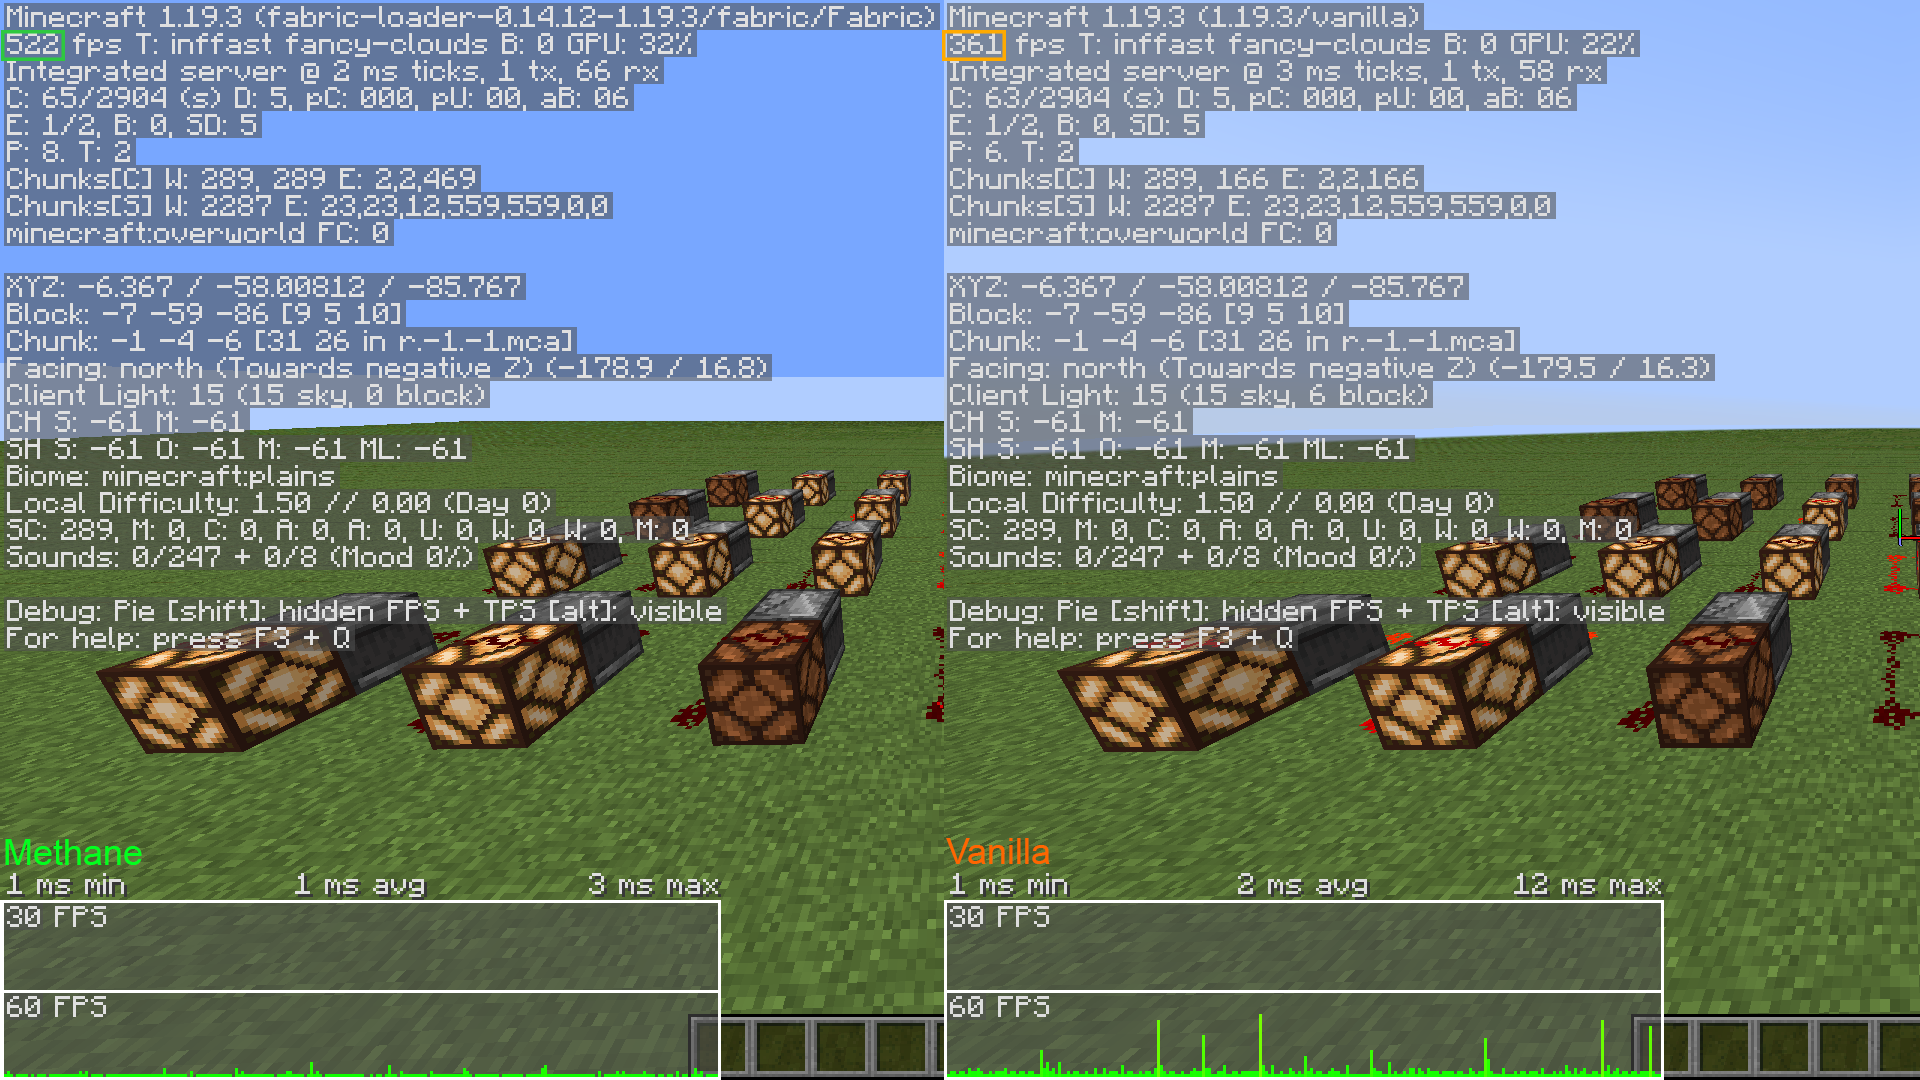 Minecraft 1.19.3 (fabric-loader-0.14.12-1.19.3/fabric/Fabric)
522 fps T: inffast fancy-clouds B: 0 GPU: 32%
Integrated server @ 2 ms ticks, 1 tx, 66 rx
C: 65/2904 (s) D: 5, pC: 000, pU: 00, aB: 06
E: 1/2, B: 0, SD: 5
P: 8. T: 2
Chunks[C] W: 289, 289 E: 2,2,469
Chunks[S] W: 2287 E: 23,23,12,559,559,0,0
minecraft:overworld FC: 0
XYZ: -6.367 / -58.00812 / -85.767
Block: -7 -59 -86 [9 5 10]
Chunk: -1 -4 -6 [31 26 in r.-1.-1.mca]
Facing: north (Towards negative Z) (-178.9 / 16.8)
Client Light: 15 (15 sky, 0 block)
CH S: -61 M: -61
SH S: -61 O: -61 M: -61 ML: -61
Biome: minecraft:plains
Local Difficulty: 1.50 // 0.00 (Day 0)
SC: 289, M: 0, C: 0, A: 0, A: 0, U: 0, W: 0, W: 0, M: 0
Sounds: 0/247 + 0/8 (Mood 0%)
Debug: Pie [shift]: hidden FPS + TPS [alt]: visible
For help: press F3 + Q
Methane
1 ms min 1 ms avg 3 ms max
30 FPS
60 FPS
Minecraft 1.19.3 (1.19.3/vanilla)
361 fps T: inffast fancy-clouds B: 0 GPU: 22%
Integrated server @ 3 ms ticks, 1 tx, 58 rx
C: 63/2904 (s) D: 5, pC: 000, pU: 00, aB: 06
E: 1/2, B: 0, SD: 5
P: 6. T: 2
Chunks[C] W: 289, 166 E: 2,2,166
Chunks[S] W: 2287 E: 23,23,12,559,559,0,0
minecraft:overworld FC: 0
XYZ: -6.367 / -58.00812 / -85.767
Block: -7 -59 -86 [9 5 10]
Chunk: -1 -4 -6 [31 26 in r.-1.-1.mca]
Facing: north (Towards negative Z) (-179.5 / 16.3)
Client Light: 15 (15 sky, 6 block)
CH S: -61 M: -61
SH S: -61 O: -61 M: -61 ML: -61
Biome: minecraft:plains
Local Difficulty: 1.50 // 0.00 (Day 0)
SC: 289, M: 0, C: 0, A: 0, A: 0, U: 0, W: 0, W: 0, M: 0
Sounds: 0/247 + 0/8 (Mood 0%)
Debug: Pie [shift]: hidden FPS + TPS [alt]: visible
For help: press F3 + Q
Vanilla
1 ms min 2 ms avg 12 ms max
30 FPS
60 FPS